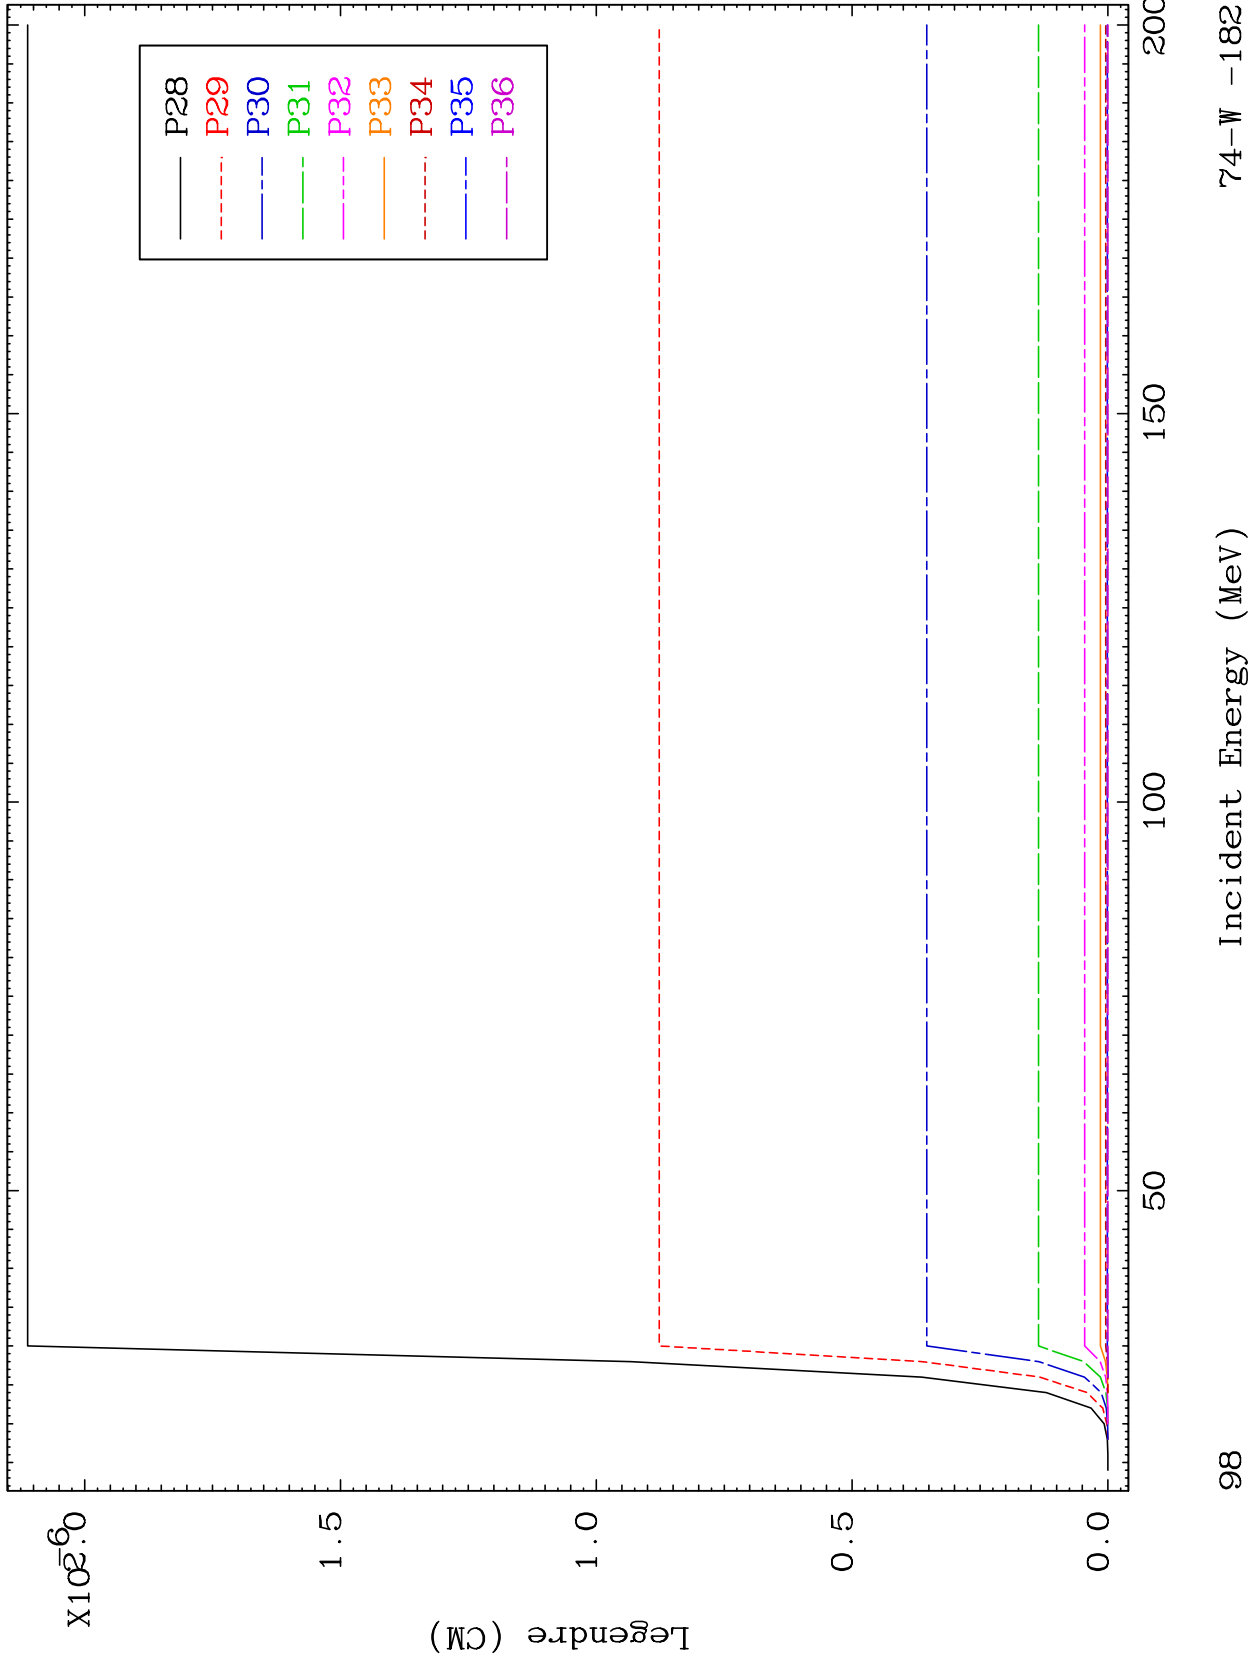 X10-6
2.0
1.5
1.0
0.5
0.0
Legendre (CM)
P28
P29
P30
P31
P32
P33
P34
P35
P36
50
100
150
200
98
Incident Energy (MeV)
74-W -182